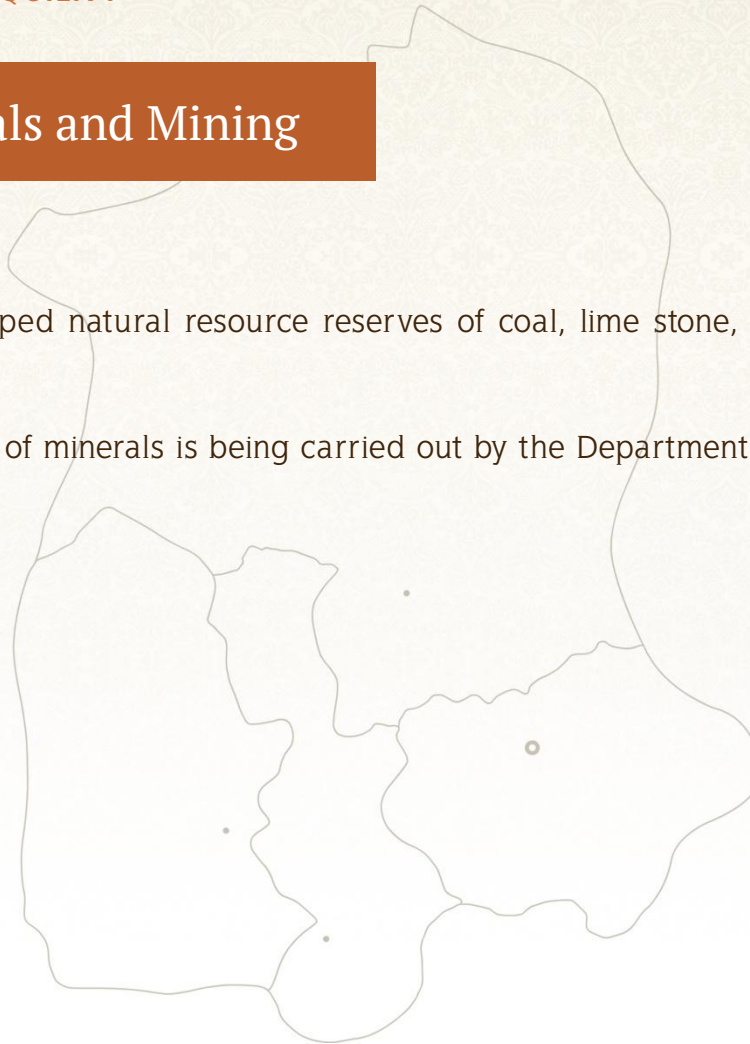 als and Mining
ped natural resource reserves of coal, lime stone,
of minerals is being carried out by the Department